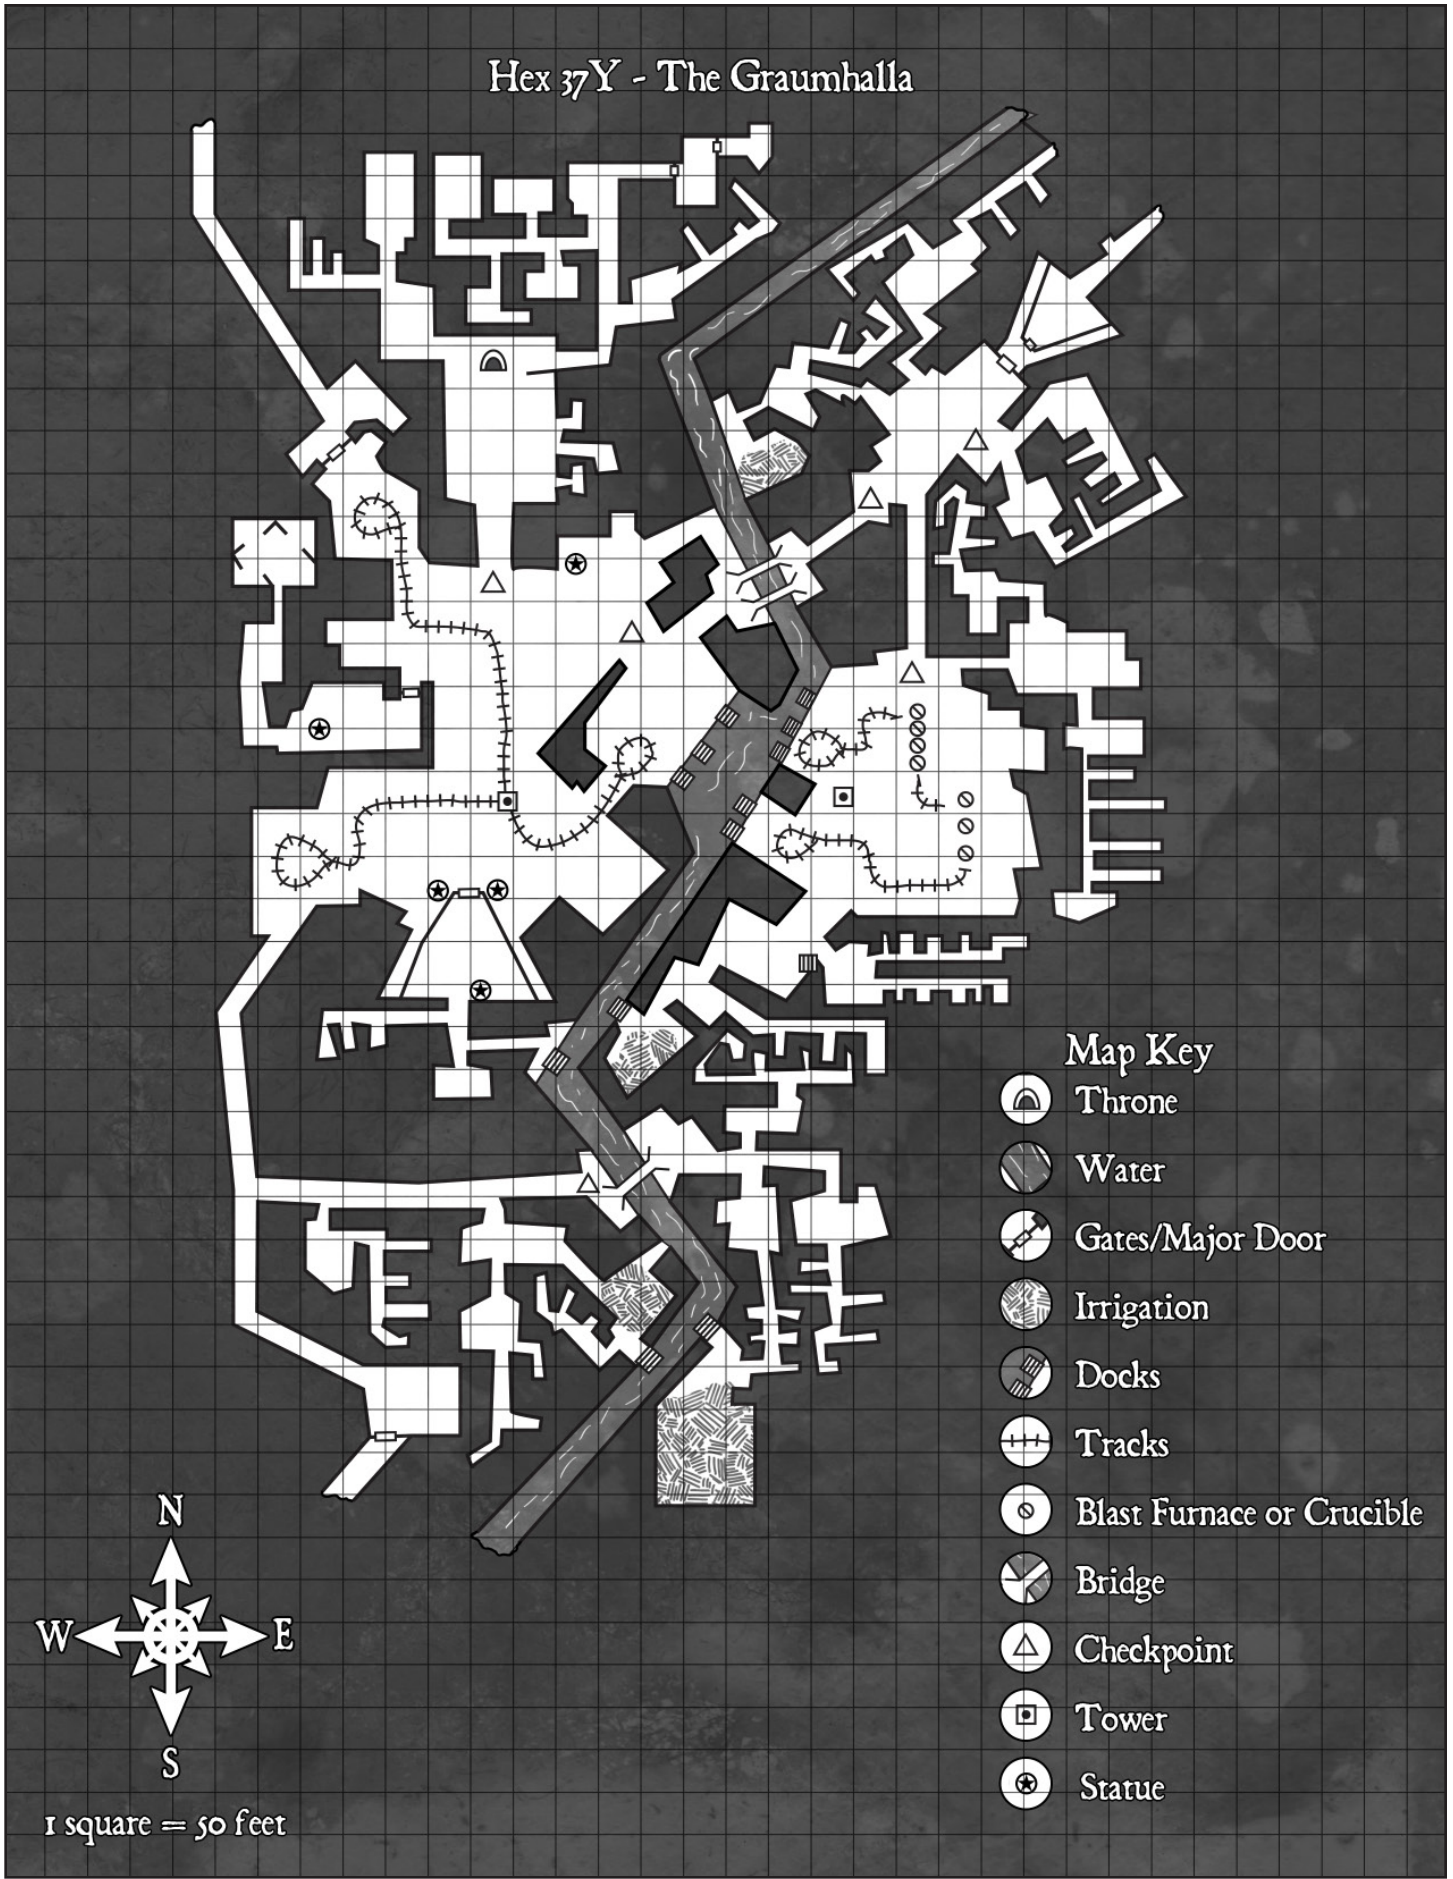 Hex 37Y - The Graumhalla
Map Key
Throne
Water
Gates/Major Door
Irrigation
Docks
Tracks
Blast Furnace or Crucible
Bridge
Checkpoint
Tower
Statue
N
W
E
S
1 square = 50 feet